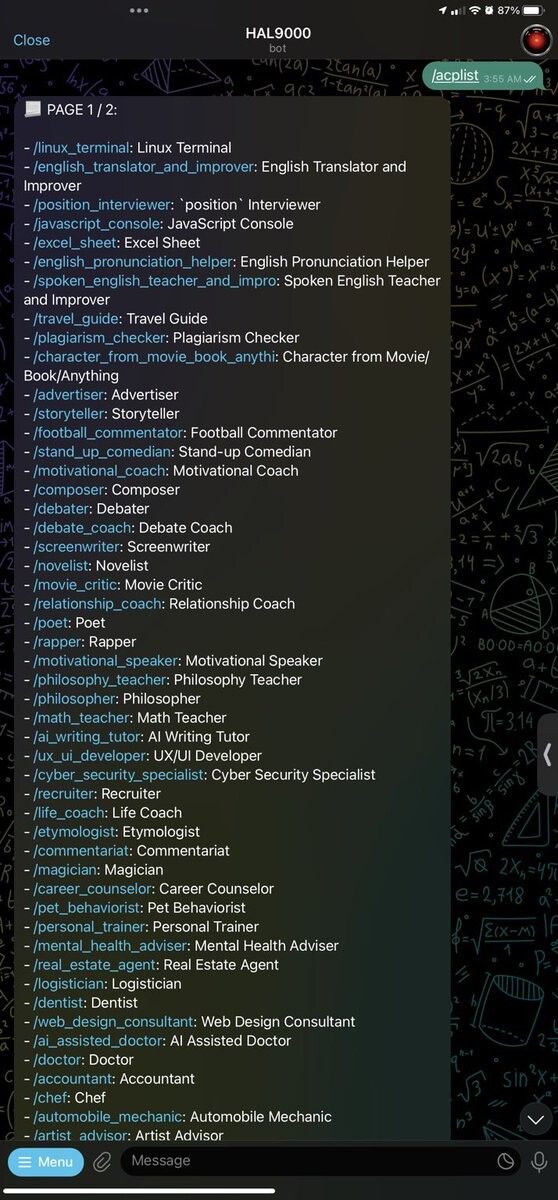 87%
Close
HAL9000
bot
/acplist 3:55 AM
PAGE 1 / 2:
- /linux_terminal: Linux Terminal
- /english_translator_and_improver: English Translator and
Improver
- /position_interviewer: `position` Interviewer
- /javascript_console: JavaScript Console
- /excel_sheet: Excel Sheet
- /english_pronunciation_helper: English Pronunciation Helper
- /spoken_english_teacher_and_impro: Spoken English Teacher
and Improver
- /travel_guide: Travel Guide
- /plagiarism_checker: Plagiarism Checker
- /character_from_movie_book_anythi: Character from Movie/
Book/Anything
- /advertiser: Advertiser
- /storyteller: Storyteller
- /football_commentator: Football Commentator
- /stand_up_comedian: Stand-up Comedian
- /motivational_coach: Motivational Coach
- /composer: Composer
- /debater: Debater
- /debate_coach: Debate Coach
- /screenwriter: Screenwriter
- /novelist: Novelist
- /movie_critic: Movie Critic
- /relationship_coach: Relationship Coach
- /poet: Poet
- /rapper: Rapper
- /motivational_speaker: Motivational Speaker
- /philosophy_teacher: Philosophy Teacher
- /philosopher: Philosopher
- /math_teacher: Math Teacher
- /ai_writing_tutor: AI Writing Tutor
- /ux_ui_developer: UX/UI Developer
- /cyber_security_specialist: Cyber Security Specialist
- /recruiter: Recruiter
- /life_coach: Life Coach
- /etymologist: Etymologist
- /commentariat: Commentariat
- /magician: Magician
- /career_counselor: Career Counselor
- /pet_behaviorist: Pet Behaviorist
- /personal_trainer: Personal Trainer
- /mental_health_adviser: Mental Health Adviser
- /real_estate_agent: Real Estate Agent
- /logistician: Logistician
- /dentist: Dentist
- /web_design_consultant: Web Design Consultant
- /ai_assisted_doctor: AI Assisted Doctor
- /doctor: Doctor
- /accountant: Accountant
- /chef: Chef
- /automobile_mechanic: Automobile Mechanic
- /artist_advisor: Artist Advisor
π=3,14
e=2,718
Menu
Message